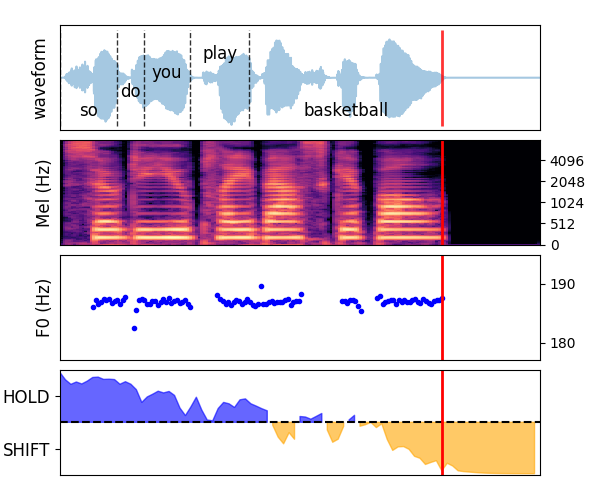 waveform
so
do
you
play
basketball
Mel (Hz)
4096
2048
1024
512
0
F0 (Hz)
190
180
HOLD
SHIFT